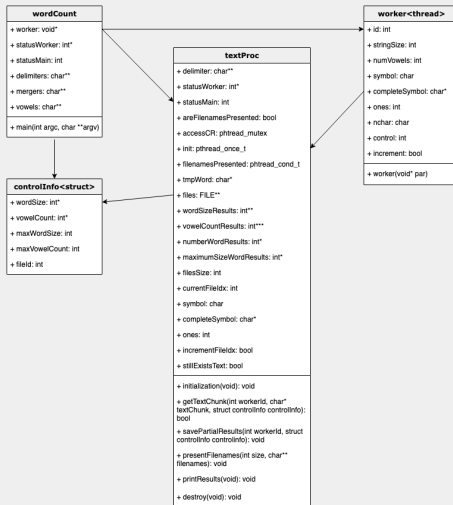 wordCount
+ worker: void*
+ statusWorker: int*
+ statusMain: int
+ delimiters: char**
+ mergers: char**
+ vowels: char**
+ main(int argc, char **argv)
controlInfo<struct>
+ wordSize: int*
+ vowelCount: int*
+ maxWordSize: int
+ maxVowelCount: int
+ fileId: int
textProc
+ delimiter: char**
+ statusWorker: int*
+ statusMain: int
+ areFilenamesPresented: bool
+ accessCR: phtread_mutex
+ init: pthread_once_t
+ filenamesPresented: phtread_cond_t
+ tmpWord: char*
+ files: FILE**
+ wordSizeResults: int**
+ vowelCountResults: int***
+ numberWordResults: int*
+ maximumSizeWordResults: int*
+ filesSize: int
+ currentFileIdx: int
+ symbol: char
+ completeSymbol: char*
+ ones: int
+ incrementFileIdx: bool
+ stillExistsText: bool
+ initialization(void): void
+ getTextChunk(int workerId, char*
textChunk, struct controlInfo controlInfo):
bool
+ savePartialResults(int workerId, struct
controlInfo controlinfo): void
+ presentFilenames(int size, char**
filenames): void
+ printResults(void): void
+ destroy(void): void
worker<thread>
+ id: int
+ stringSize: int
+ numVowels: int
+ symbol: char
+ completeSymbol: char*
+ ones: int
+ nchar: char
+ control: int
+ increment: bool
+ worker(void* par)